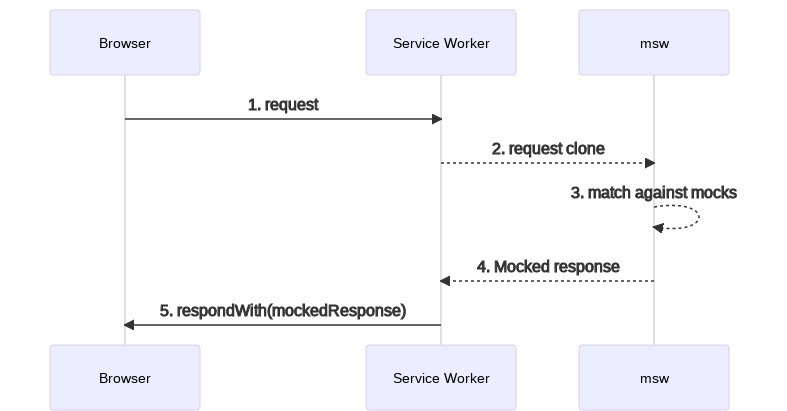 Browser
Service Worker
msw
1. request
2. request clone
3. match against mocks
4. Mocked response
5. respondWith(mockedResponse)
Browser
Service Worker
msw